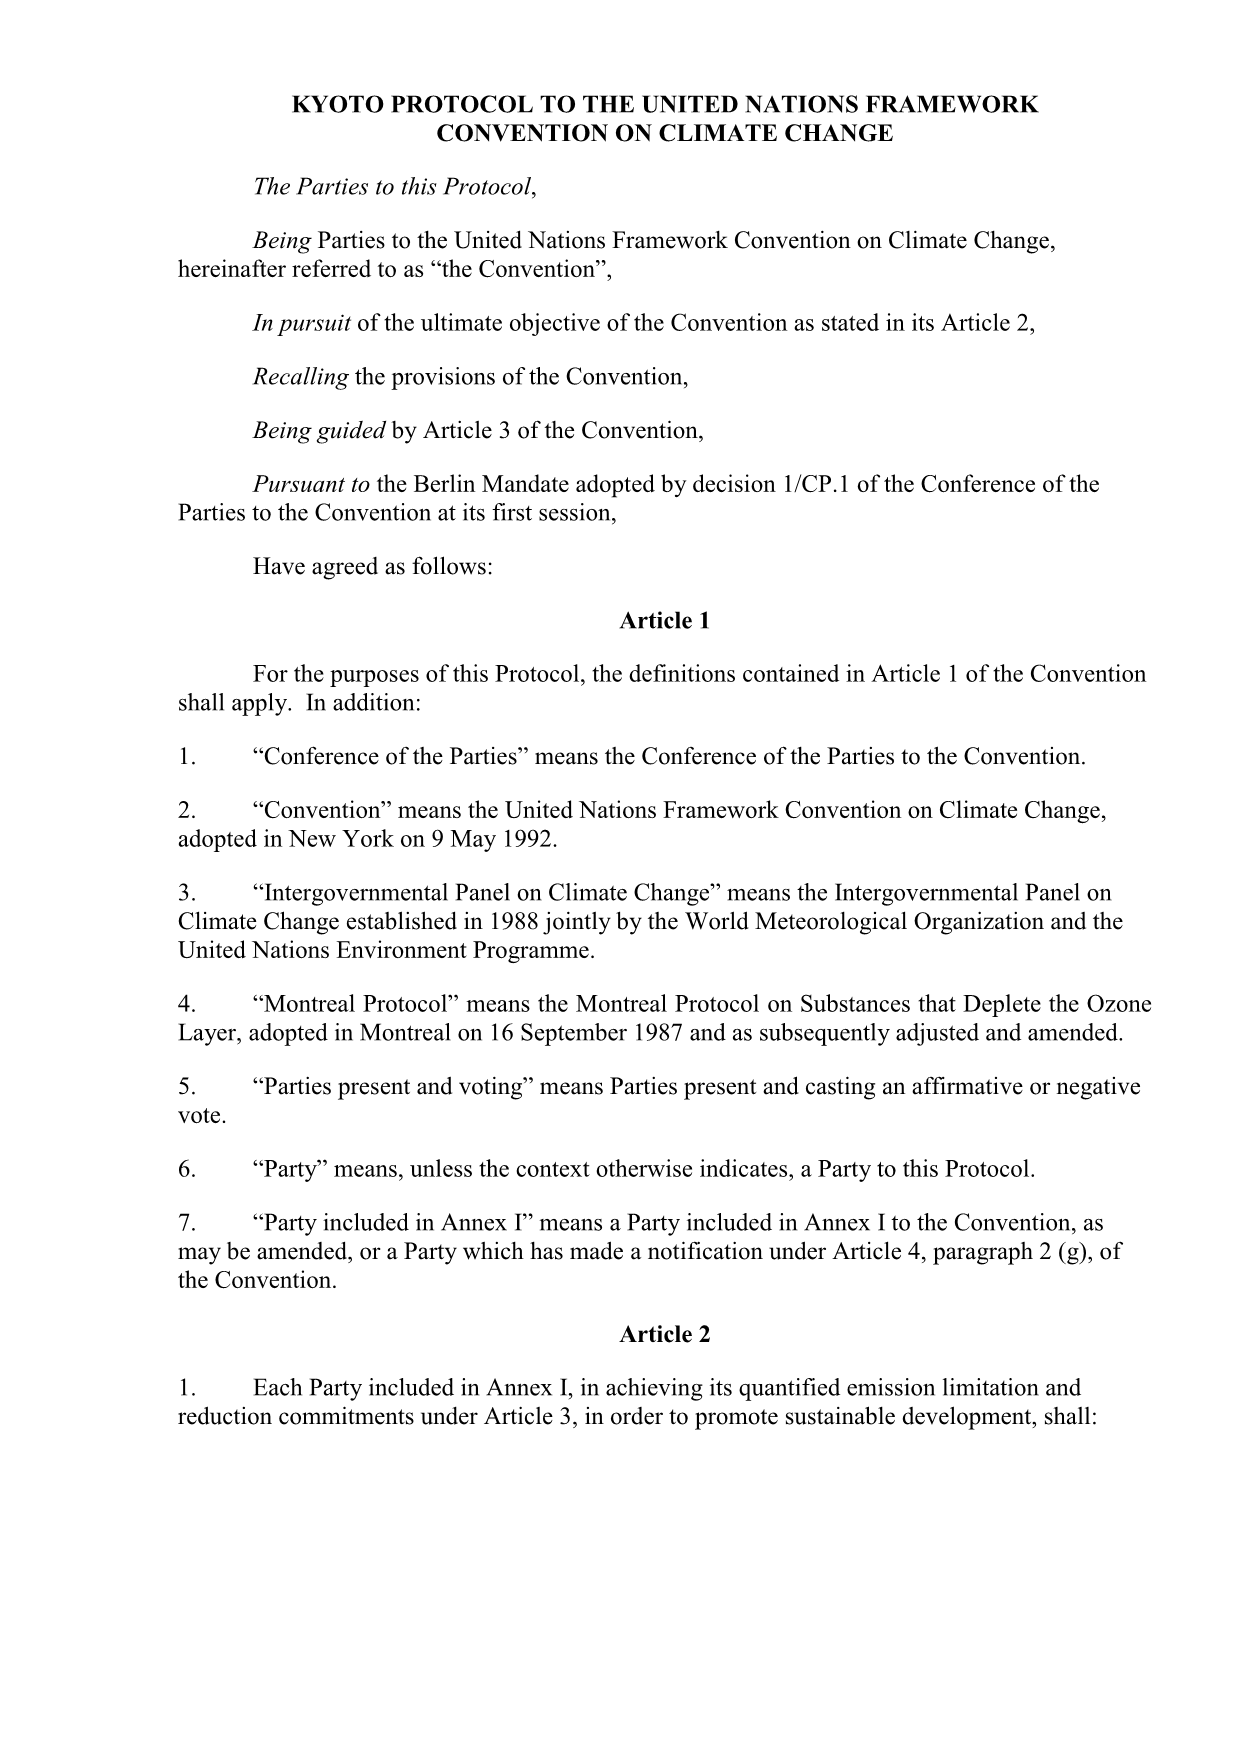 KYOTO PROTOCOL TO THE UNITED NATIONS FRAMEWORK
CONVENTION ON CLIMATE CHANGE
The Parties to this Protocol,
Being Parties to the United Nations Framework Convention on Climate Change,
hereinafter referred to as “the Convention”,
In pursuit of the ultimate objective of the Convention as stated in its Article 2,
Recalling the provisions of the Convention,
Being guided by Article 3 of the Convention,
Pursuant to the Berlin Mandate adopted by decision 1/CP.1 of the Conference of the
Parties to the Convention at its first session,
Have agreed as follows:
Article 1
For the purposes of this Protocol, the definitions contained in Article 1 of the Convention
shall apply.  In addition:
1. “Conference of the Parties” means the Conference of the Parties to the Convention.
2. “Convention” means the United Nations Framework Convention on Climate Change,
adopted in New York on 9 May 1992.
3. “Intergovernmental Panel on Climate Change” means the Intergovernmental Panel on
Climate Change established in 1988 jointly by the World Meteorological Organization and the
United Nations Environment Programme.
4. “Montreal Protocol” means the Montreal Protocol on Substances that Deplete the Ozone
Layer, adopted in Montreal on 16 September 1987 and as subsequently adjusted and amended.
5. “Parties present and voting” means Parties present and casting an affirmative or negative
vote.
6. “Party” means, unless the context otherwise indicates, a Party to this Protocol.
7. “Party included in Annex I” means a Party included in Annex I to the Convention, as
may be amended, or a Party which has made a notification under Article 4, paragraph 2 (g), of
the Convention.
Article 2
1. Each Party included in Annex I, in achieving its quantified emission limitation and
reduction commitments under Article 3, in order to promote sustainable development, shall: